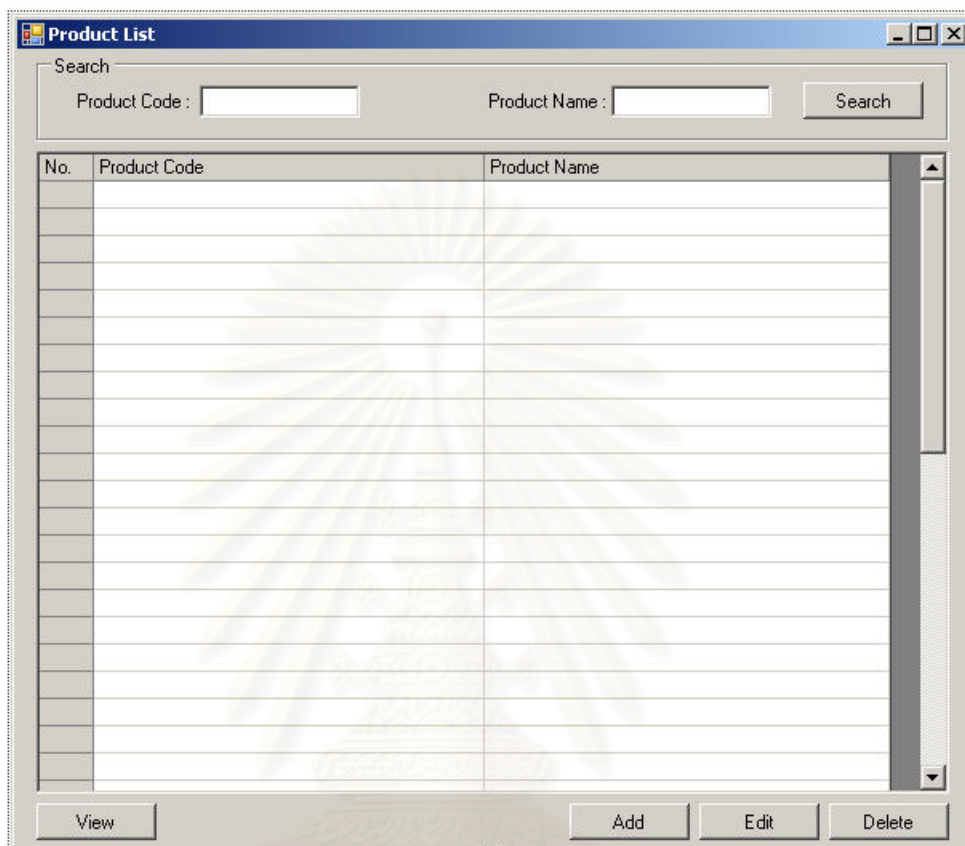 Product List
Search
Product Code : Product Name : Search
No. Product Code Product Name
View Add Edit Delete